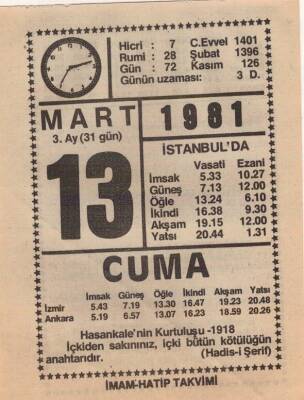 Hicri : 7 C.Evvel 1401
Rumi : 28 Şubat 1396
Gün : 72 Kasım 126
Günün uzaması: 3 D.
MART 1981
3. Ay (31 gün)
13
İSTANBUL'DA
Vasati Ezani
İmsak 5.33 10.27
Güneş 7.13 12.00
Öğle 13.24 6.10
İkindi 16.38 9.30
Akşam 19.15 12.00
Yatsı 20.44 1.31
CUMA
İmsak Güneş Öğle İkindi Akşam Yatsı
İzmir 5.43 7.19 13.30 16.47 19.23 20.48
Ankara 5.19 6.57 13.07 16.23 18.59 20.26
Hasankale'nin Kurtuluşu -1918
İçkiden sakınınız, içki bütün kötülüğün
anahtarıdır. (Hadis-i Şerif)
İMAM-HATİP TAKVİMİ